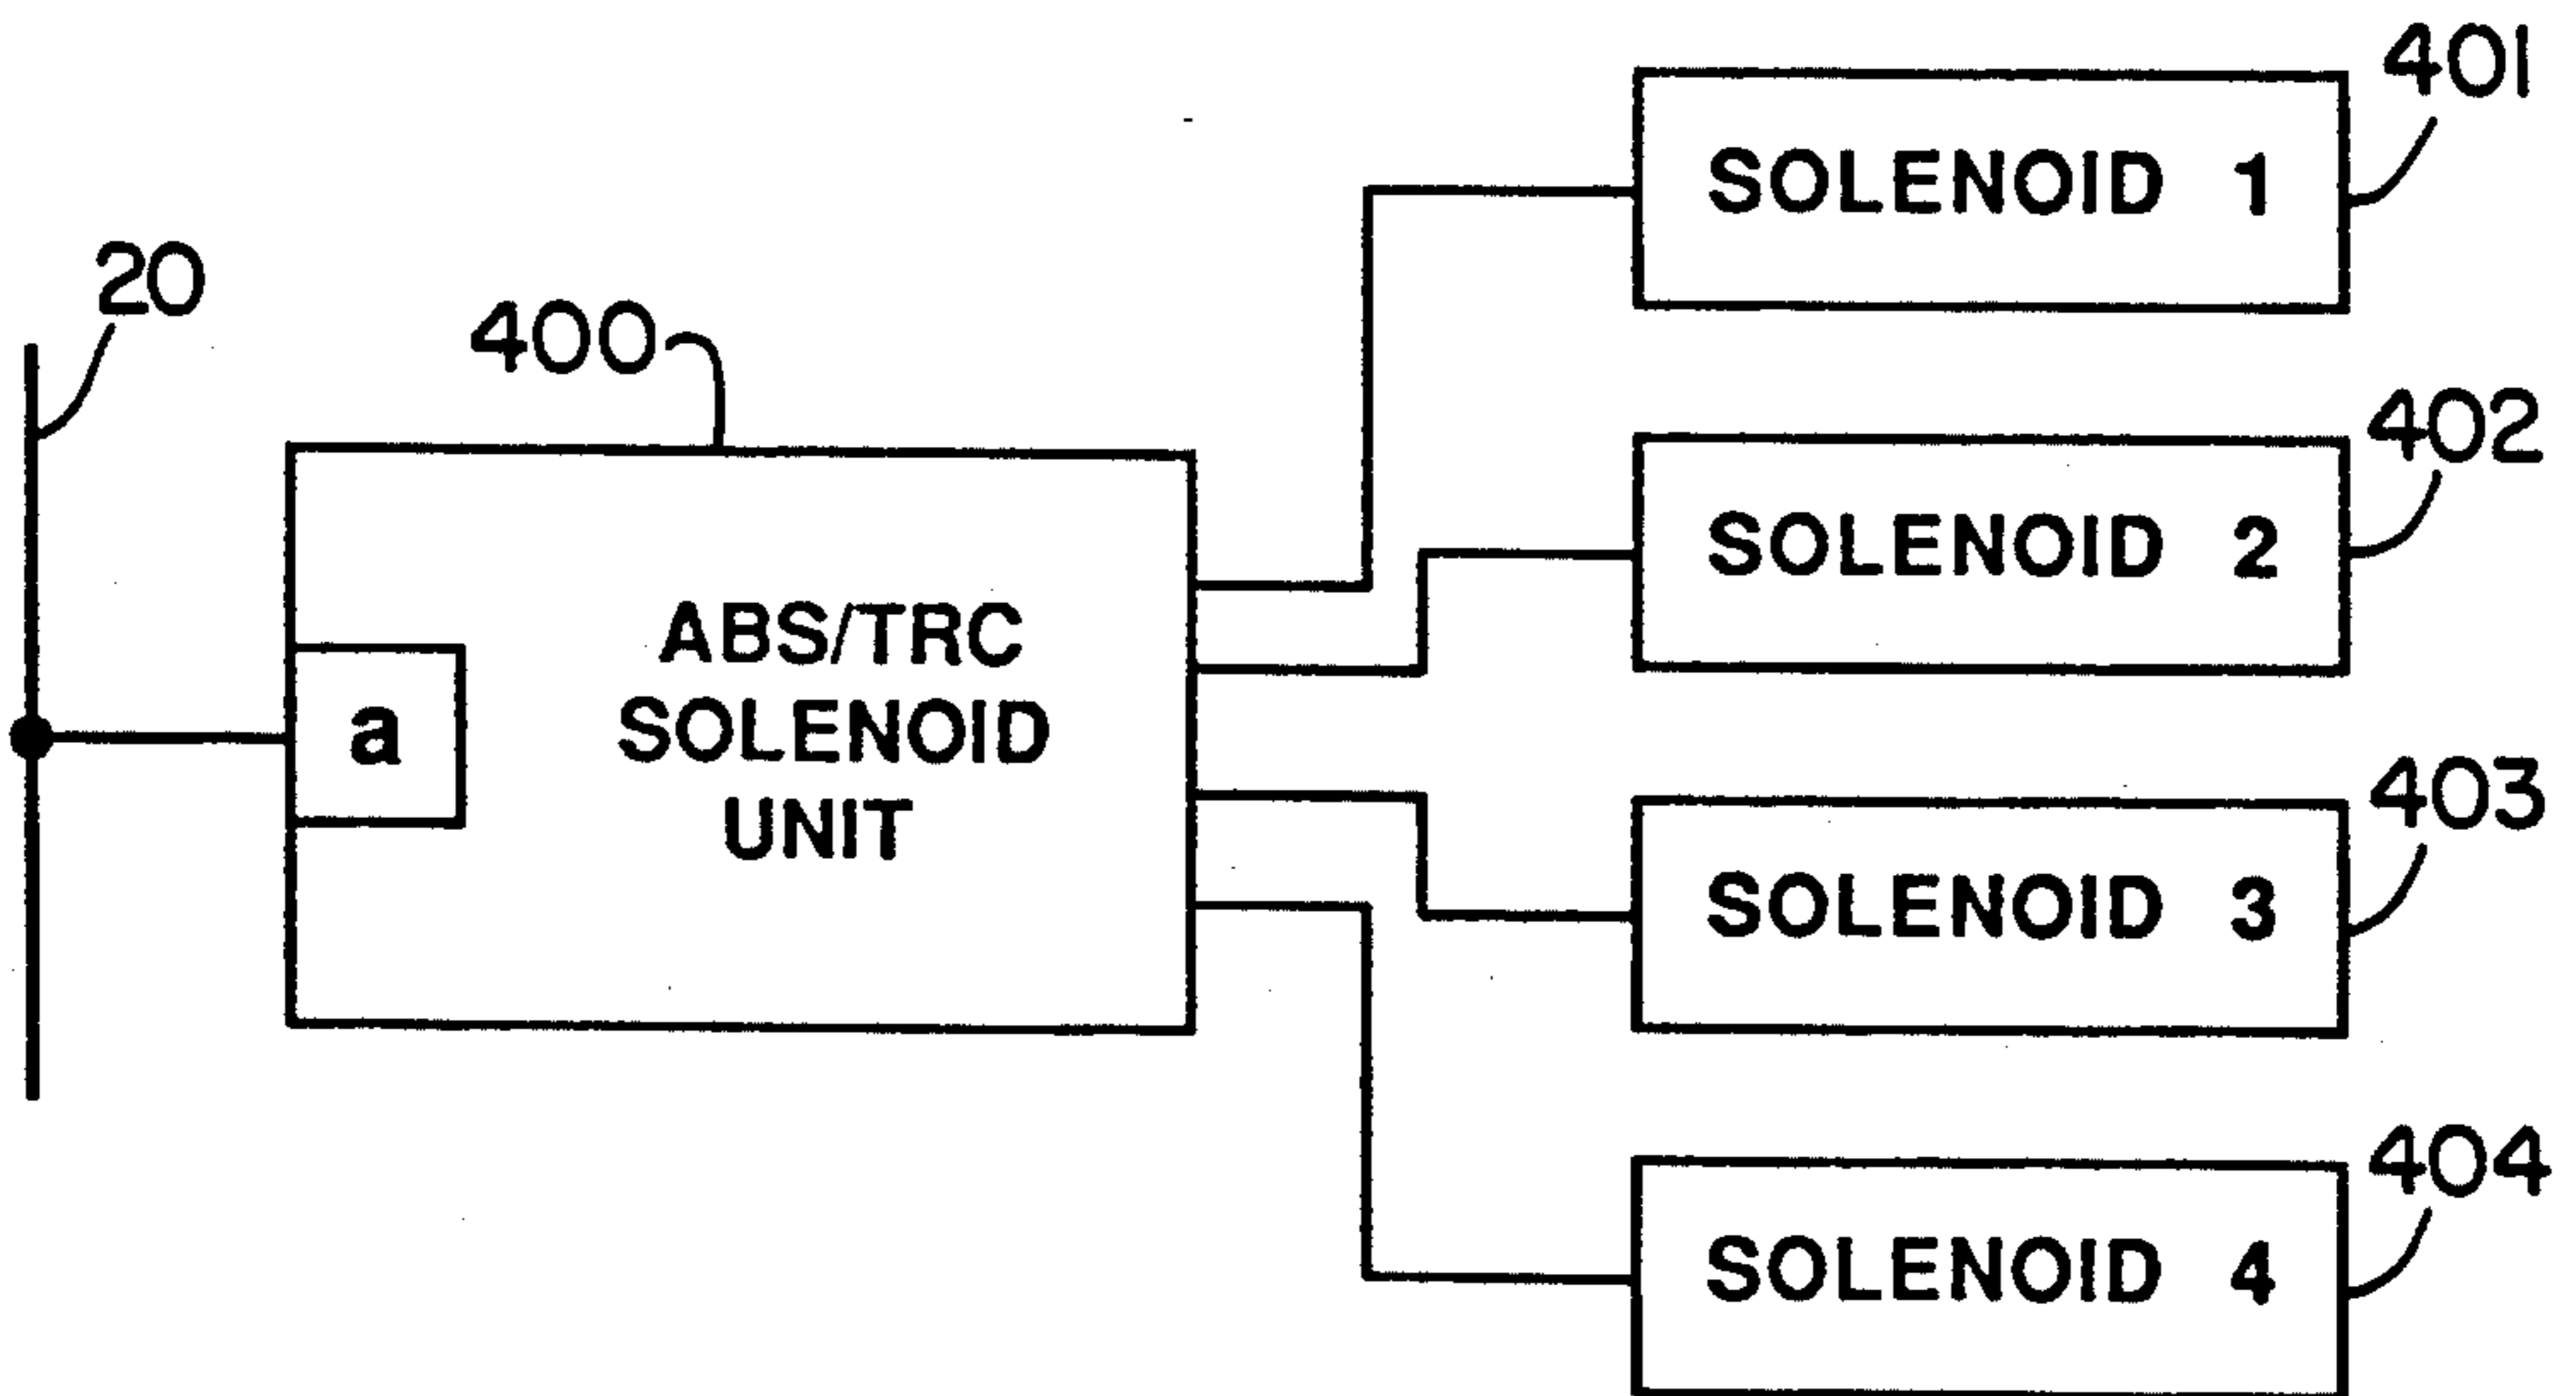 401
SOLENOID 1
20
400
402
SOLENOID 2
ABS/TRC
SOLENOID
UNIT
a
403
SOLENOID 3
404
SOLENOID 4